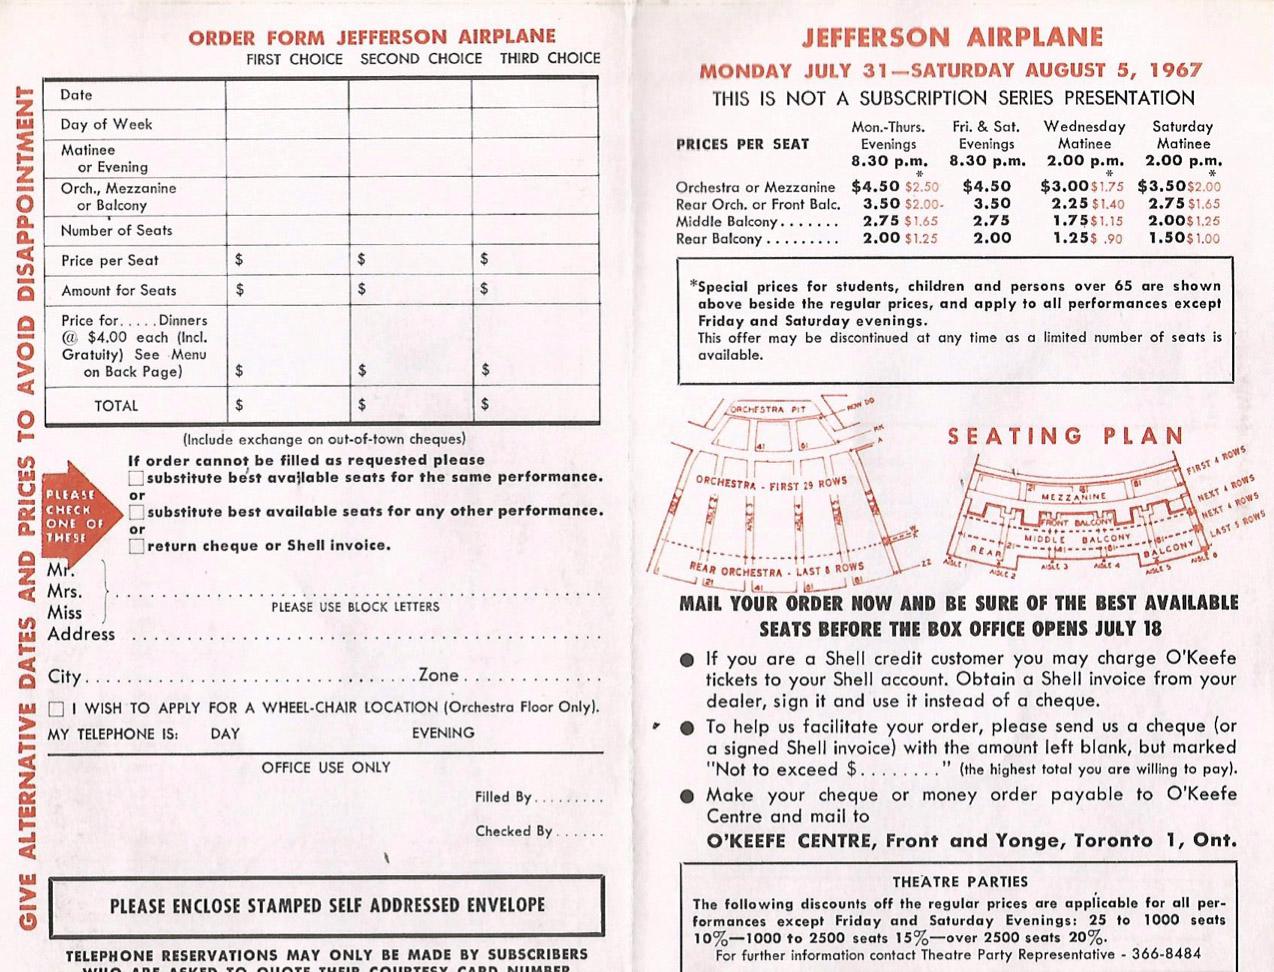 GIVE ALTERNATIVE DATES AND PRICES TO AVOID DISAPPOINTMENT
ORDER FORM JEFFERSON AIRPLANE
FIRST CHOICE SECOND CHOICE THIRD CHOICE
Date
Day of Week
Matinee
or Evening
Orch., Mezzanine
or Balcony
Number of Seats
Price per Seat $ $ $
Amount for Seats $ $ $
Price for.....Dinners
@ $4.00 each (Incl.
Gratuity) See Menu
on Back Page) $ $ $
TOTAL $ $ $
(Include exchange on out-of-town cheques)
If order cannot be filled as requested please
substitute best available seats for the same performance.
or
substitute best available seats for any other performance.
or
return cheque or Shell invoice.
PLEASE
CHECK
ONE OF
THESE
Mr.
Mrs.
Miss
PLEASE USE BLOCK LETTERS
Address
City Zone
I WISH TO APPLY FOR A WHEEL-CHAIR LOCATION (Orchestra Floor Only).
MY TELEPHONE IS: DAY EVENING
OFFICE USE ONLY
Filled By.........
Checked By......
PLEASE ENCLOSE STAMPED SELF ADDRESSED ENVELOPE
TELEPHONE RESERVATIONS MAY ONLY BE MADE BY SUBSCRIBERS
WHO ARE ASKED TO QUOTE THEIR COURTESY CARD NUMBER
JEFFERSON AIRPLANE
MONDAY JULY 31—SATURDAY AUGUST 5, 1967
THIS IS NOT A SUBSCRIPTION SERIES PRESENTATION
Mon.-Thurs. Fri. & Sat. Wednesday Saturday
PRICES PER SEAT Evenings Evenings Matinee Matinee
8.30 p.m. 8.30 p.m. 2.00 p.m. 2.00 p.m.
* * *
Orchestra or Mezzanine $4.50 $2.50 $4.50 $3.00 $1.75 $3.50 $2.00
Rear Orch. or Front Balc. 3.50 $2.00- 3.50 2.25 $1.40 2.75 $1.65
Middle Balcony....... 2.75 $1.65 2.75 1.75 $1.15 2.00 $1.25
Rear Balcony......... 2.00 $1.25 2.00 1.25 $ .90 1.50 $1.00
*Special prices for students, children and persons over 65 are shown
above beside the regular prices, and apply to all performances except
Friday and Saturday evenings.
This offer may be discontinued at any time as a limited number of seats is
available.
SEATING PLAN
ORCHESTRA PIT
ROW DD
ORCHESTRA - FIRST 29 ROWS
REAR ORCHESTRA - LAST 8 ROWS
ZZ
MEZZANINE
FRONT BALCONY
MIDDLE BALCONY
REAR BALCONY
FIRST 4 ROWS
NEXT 4 ROWS
NEXT 4 ROWS
LAST 5 ROWS
AISLE 1 AISLE 2 AISLE 3 AISLE 4 AISLE 5 AISLE 6
MAIL YOUR ORDER NOW AND BE SURE OF THE BEST AVAILABLE
SEATS BEFORE THE BOX OFFICE OPENS JULY 18
● If you are a Shell credit customer you may charge O'Keefe
tickets to your Shell account. Obtain a Shell invoice from your
dealer, sign it and use it instead of a cheque.
● To help us facilitate your order, please send us a cheque (or
a signed Shell invoice) with the amount left blank, but marked
"Not to exceed $........" (the highest total you are willing to pay).
● Make your cheque or money order payable to O'Keefe
Centre and mail to
O'KEEFE CENTRE, Front and Yonge, Toronto 1, Ont.
THEATRE PARTIES
The following discounts off the regular prices are applicable for all per-
formances except Friday and Saturday Evenings: 25 to 1000 seats
10%—1000 to 2500 seats 15%—over 2500 seats 20%.
For further information contact Theatre Party Representative - 366-8484